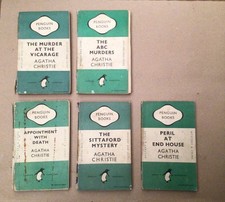 PENGUIN
BOOKS
THE MURDER
AT THE
VICARAGE
AGATHA
CHRISTIE
PENGUIN
BOOKS
THE
ABC
MURDERS
AGATHA
CHRISTIE
PENGUIN
BOOKS
APPOINTMENT
WITH
DEATH
AGATHA
CHRISTIE
PENGUIN
BOOKS
THE
SITTAFORD
MYSTERY
AGATHA
CHRISTIE
PENGUIN
BOOKS
PERIL
AT
END HOUSE
AGATHA
CHRISTIE